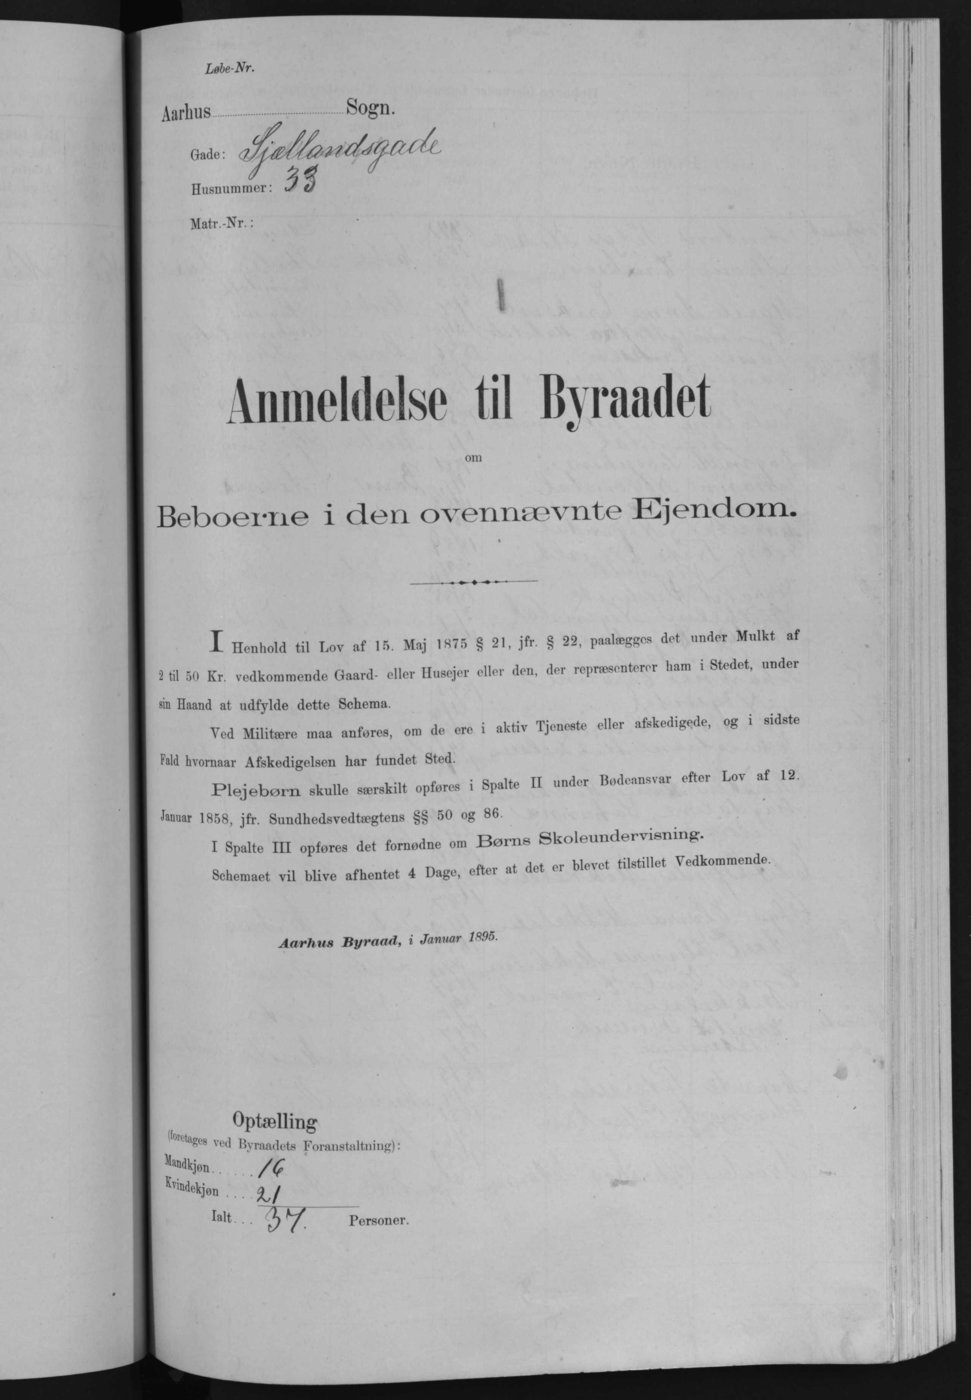 Løbe-Nr.
Aarhus Sogn.
Gade: Sjællandsgade
Husnummer: 33
Matr.-Nr.:
Anmeldelse til Byraadet
om
Beboerne i den ovennævnte Ejendom.
I Henhold til Lov af 15. Maj 1875 § 21, jfr. § 22, paalægges det under Mulkt af
2 til 50 Kr. vedkommende Gaard- eller Husejer eller den, der repræsenterer ham i Stedet, under
sin Haand at udfylde dette Schema.
Ved Militære maa anføres, om de ere i aktiv Tjeneste eller afskedigede, og i sidste
Fald hvornaar Afskedigelsen har fundet Sted.
Plejebørn skulle særskilt opføres i Spalte II under Bødeansvar efter Lov af 12.
Januar 1858, jfr. Sundhedsvedtægtens §§ 50 og 86.
I Spalte III opføres det fornødne om Børns Skoleundervisning.
Schemaet vil blive afhentet 4 Dage, efter at det er blevet tilstillet Vedkommende.
Aarhus Byraad, i Januar 1895.
Optælling
(foretages ved Byraadets Foranstaltning):
Mandkjøn...... 16
Kvindekjøn .... 21
Ialt... 37. Personer.